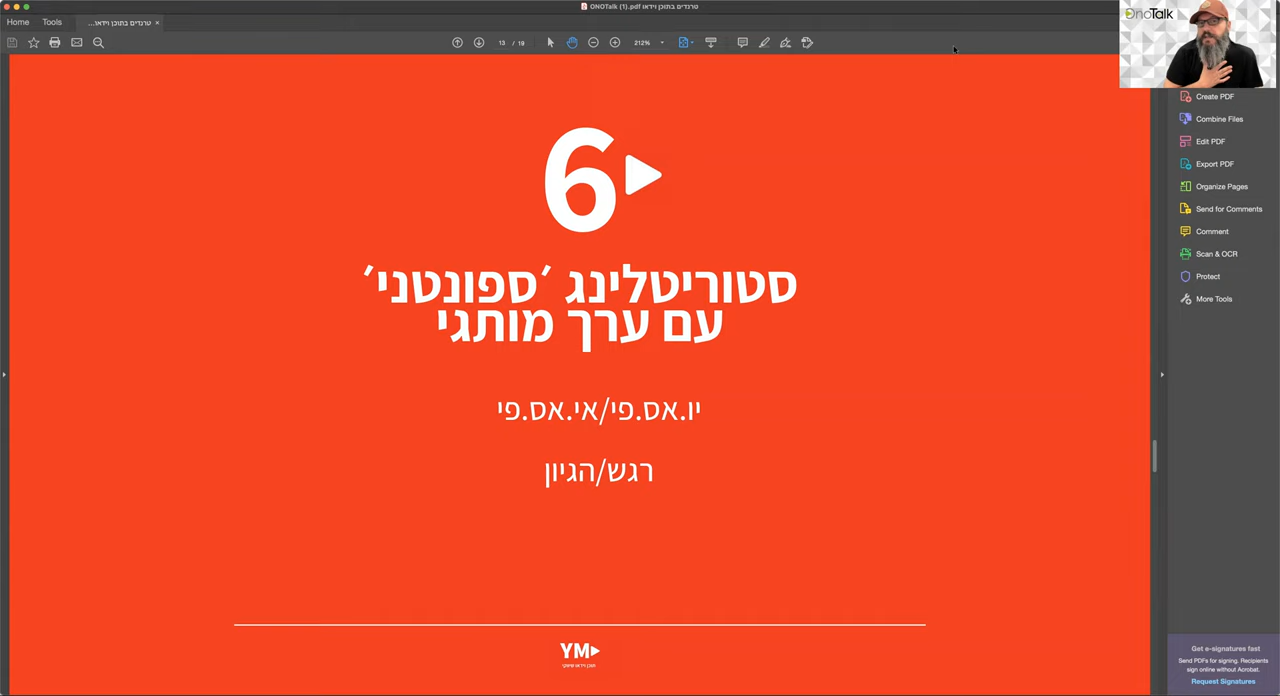 טרנדים בתוכן וידאו ONOTalk (1).pdf
Home
Tools
טרנדים בתוכן וידאו...
×
13 / 19
212%
OnoTalk
Create PDF
Combine Files
Edit PDF
Export PDF
Organize Pages
Send for Comments
Comment
Scan & OCR
Protect
More Tools
6
סטוריטלינג ׳ספונטני׳
עם ערך מותגי
יו.אס.פי/אי.אס.פי
רגש/הגיון
YM
תוכן וידאו שיווקי
Get e-signatures fast
Send PDFs for signing. Recipients
sign online without Acrobat.
Request Signatures